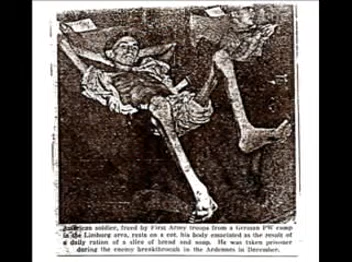 American soldier, freed by First Army troops from a German PW camp
in the Limburg area, rests on a cot, his body emaciated as the result of
a daily ration of a slice of bread and soup. He was taken prisoner
during the enemy breakthrough in the Ardennes in December.